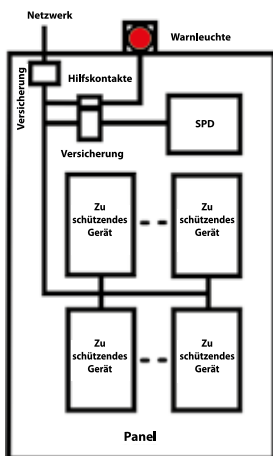 Netzwerk
Warnleuchte
Versicherung
Hilfskontakte
SPD
Versicherung
Zu
schützendes
Gerät
Zu
schützendes
Gerät
Zu
schützendes
Gerät
Zu
schützendes
Gerät
Panel